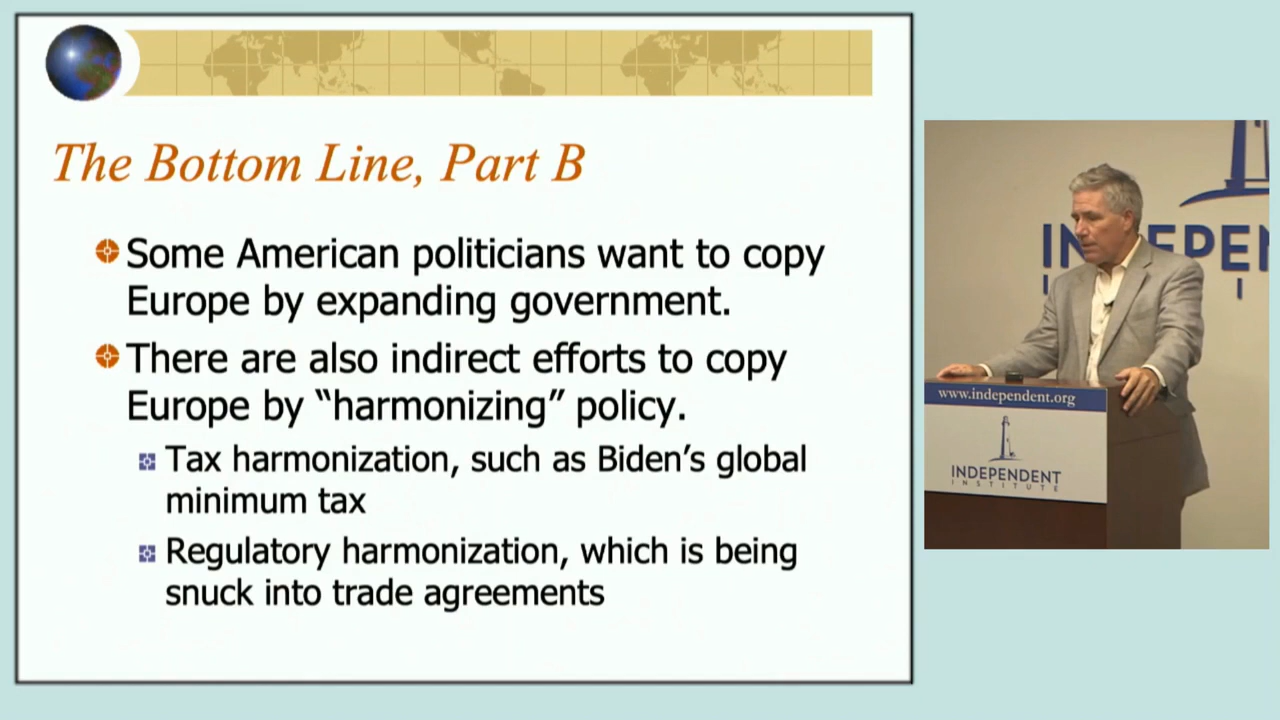 The Bottom Line, Part B
Some American politicians want to copy
Europe by expanding government.
There are also indirect efforts to copy
Europe by “harmonizing” policy.
Tax harmonization, such as Biden’s global
minimum tax
Regulatory harmonization, which is being
snuck into trade agreements
www.independent.org
INDEPENDENT
INSTITUTE